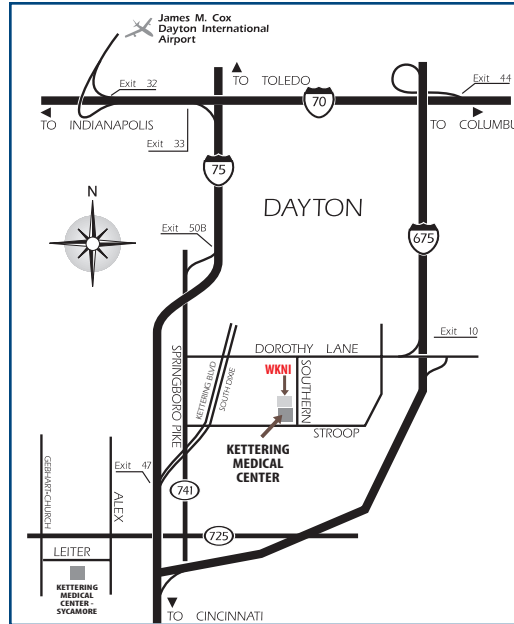 James M. Cox
Dayton International
Airport
Exit 32
TO TOLEDO
Exit 44
70
TO INDIANAPOLIS
TO COLUMBU
Exit 33
75
DAYTON
N
Exit 50B
675
Exit 10
DOROTHY LANE
SPRINGBORO PIKE
KETTERING BLVD
SOUTH DIXIE
WKNI
SOUTHERN
STROOP
KETTERING
MEDICAL
CENTER
Exit 47
GEBHART-CHURCH
ALEX
741
725
LEITER
KETTERING
MEDICAL
CENTER -
SYCAMORE
TO CINCINNATI